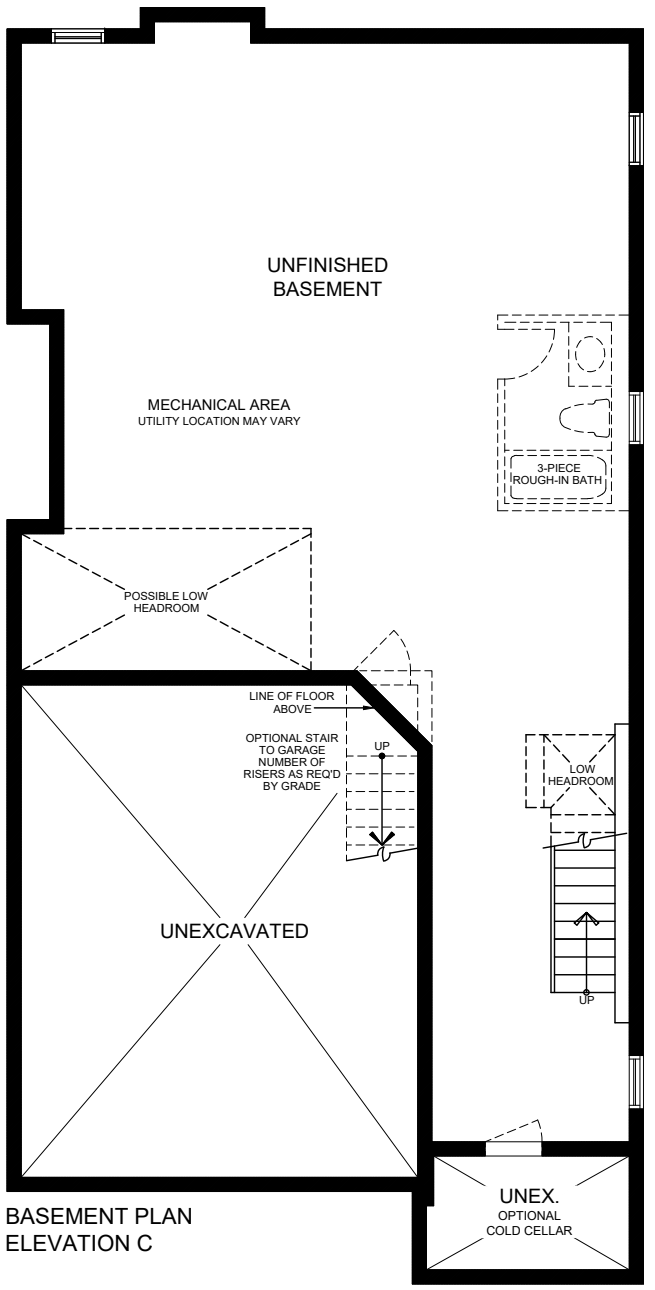 UNFINISHED
BASEMENT
MECHANICAL AREA
UTILITY LOCATION MAY VARY
3-PIECE
ROUGH-IN BATH
POSSIBLE LOW
HEADROOM
LINE OF FLOOR
ABOVE
OPTIONAL STAIR
TO GARAGE
NUMBER OF
RISERS AS REQ'D
BY GRADE
UP
LOW
HEADROOM
UNEXCAVATED
UP
UNEX.
OPTIONAL
COLD CELLAR
BASEMENT PLAN
ELEVATION C